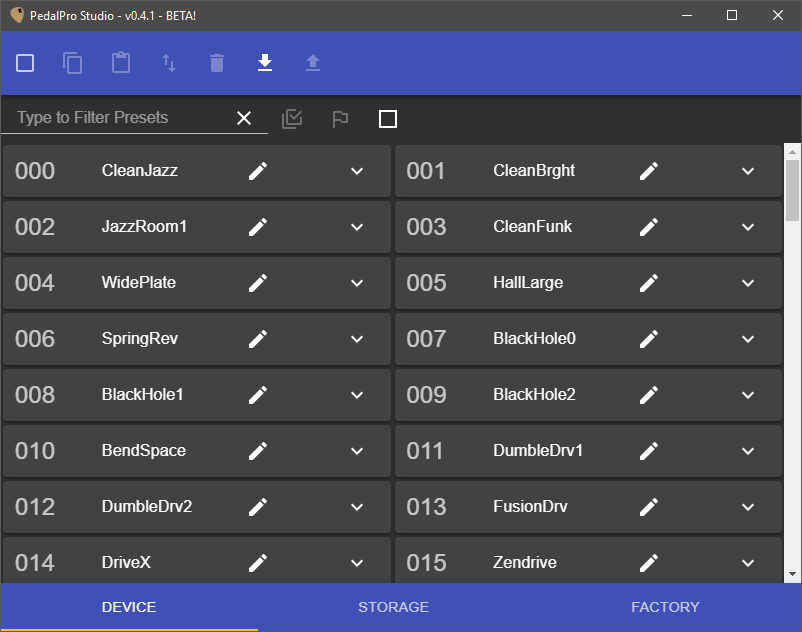 PedalPro Studio - v0.4.1 - BETA!
Type to Filter Presets
000 CleanJazz 001 CleanBrght
002 JazzRoom1 003 CleanFunk
004 WidePlate 005 HallLarge
006 SpringRev 007 BlackHole0
008 BlackHole1 009 BlackHole2
010 BendSpace 011 DumbleDrv1
012 DumbleDrv2 013 FusionDrv
014 DriveX 015 Zendrive
DEVICE STORAGE FACTORY